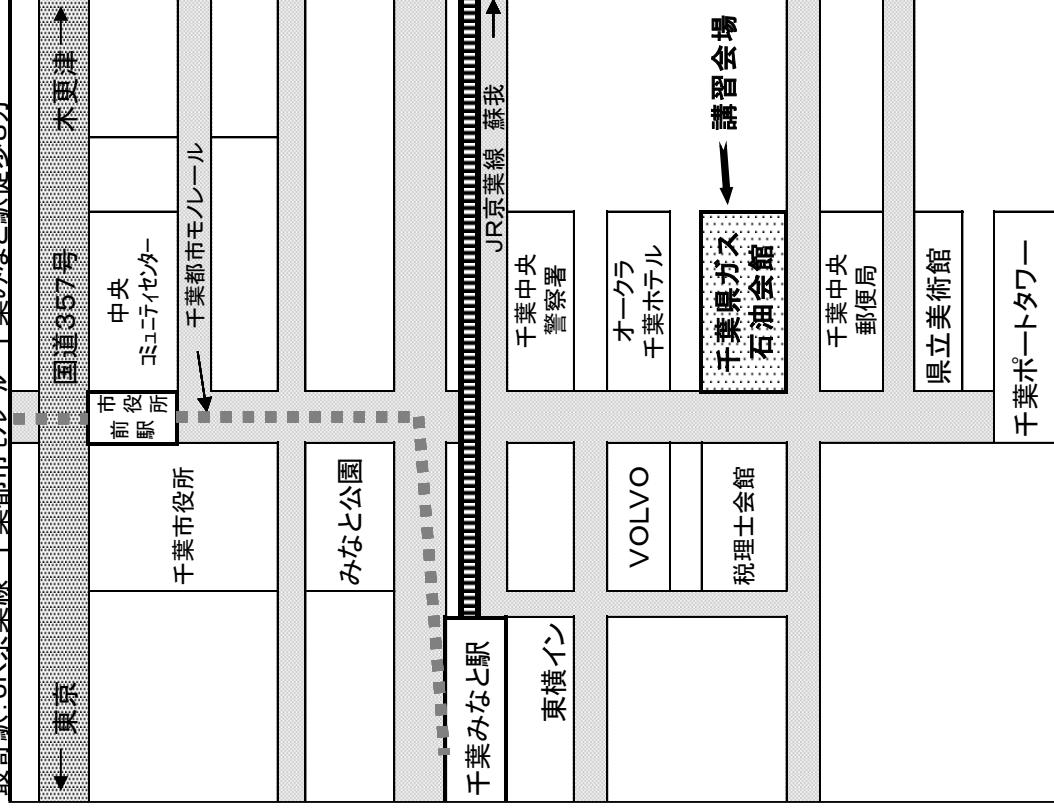 ← 東京
国道357号
木更津 →
市役所
前駅
中央
コミュニティセンター
千葉市役所
千葉都市モノレール
みなと公園
千葉みなと駅
JR京葉線 蘇我 →
東横イン
千葉中央
警察署
VOLVO
オークラ
千葉ホテル
税理士会館
千葉県ガス
石油会館
講習会場
千葉中央
郵便局
県立美術館
千葉ポートタワー